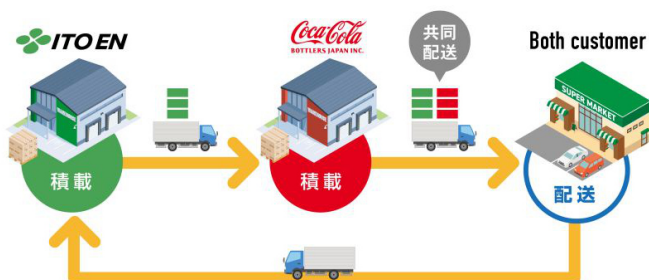 ITO EN
Coca-Cola
BOTTLERS JAPAN INC.
共同
配送
Both customer
SUPER MARKET
積載
積載
配送